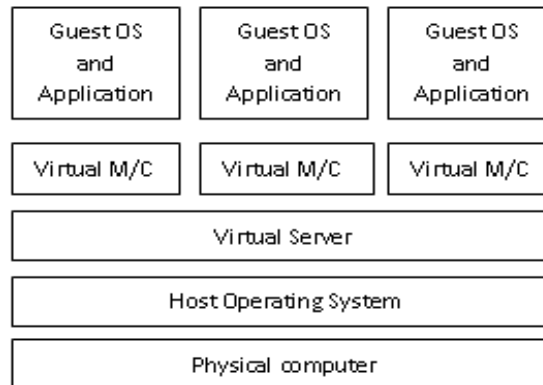 Guest OS
and
Application
Guest OS
and
Application
Guest OS
and
Application
Virtual M/C
Virtual M/C
Virtual M/C
Virtual Server
Host Operating System
Physical computer